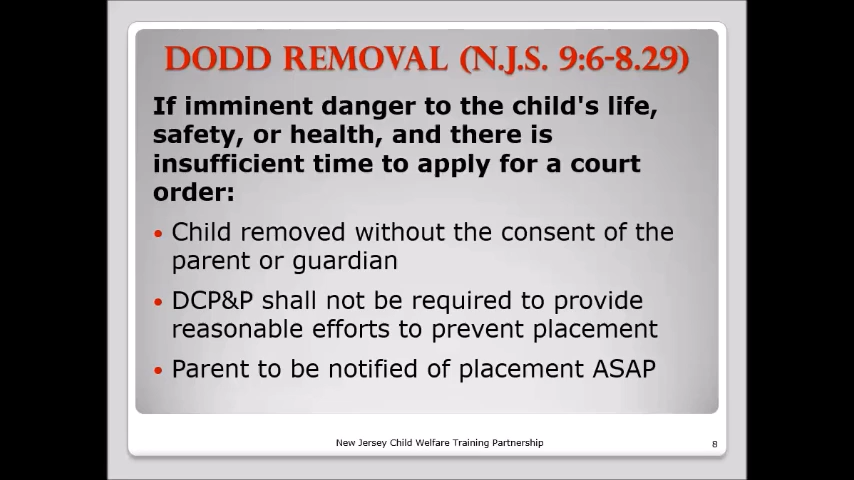 DODD REMOVAL (N.J.S. 9:6-8.29)
If imminent danger to the child's life,
safety, or health, and there is
insufficient time to apply for a court
order:
• Child removed without the consent of the
parent or guardian
• DCP&P shall not be required to provide
reasonable efforts to prevent placement
• Parent to be notified of placement ASAP
New Jersey Child Welfare Training Partnership
8